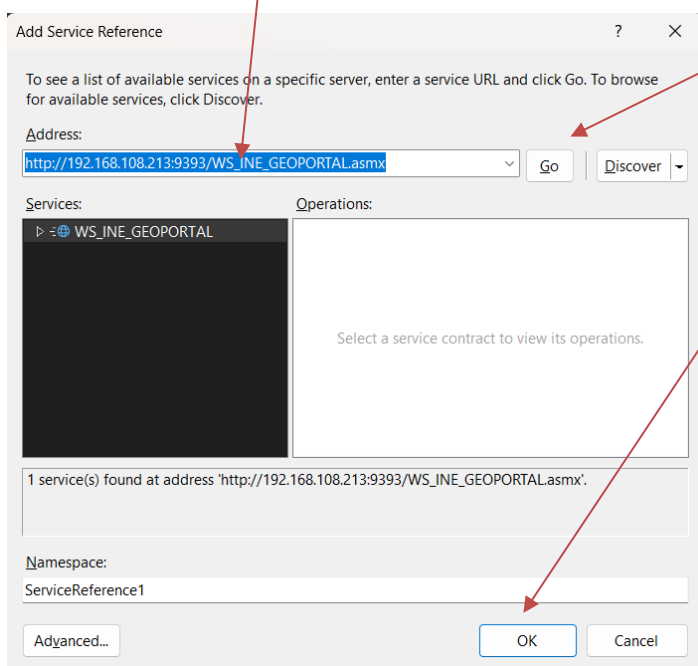 Add Service Reference
?
To see a list of available services on a specific server, enter a service URL and click Go. To browse
for available services, click Discover.
Address:
http://192.168.108.213:9393/WS_INE_GEOPORTAL.asmx
Go
Discover
Services:
Operations:
WS_INE_GEOPORTAL
Select a service contract to view its operations.
1 service(s) found at address 'http://192.168.108.213:9393/WS_INE_GEOPORTAL.asmx'.
Namespace:
ServiceReference1
Advanced...
OK
Cancel